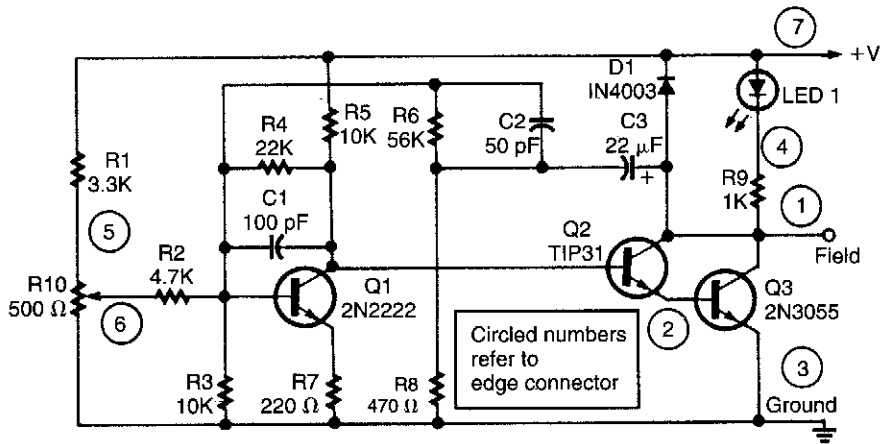 7
+V
D1
IN4003
LED 1
R5
10K
R6
56K
C2
50 pF
C3
22 µF
+
R4
22K
R1
3.3K
4
R9
1K
1
C1
100 pF
5
R2
4.7K
Q2
TIP31
Field
R10
500 Ω
6
Q1
2N2222
Q3
2N3055
2
Circled numbers
refer to
edge connector
3
R3
10K
R7
220 Ω
R8
470 Ω
Ground